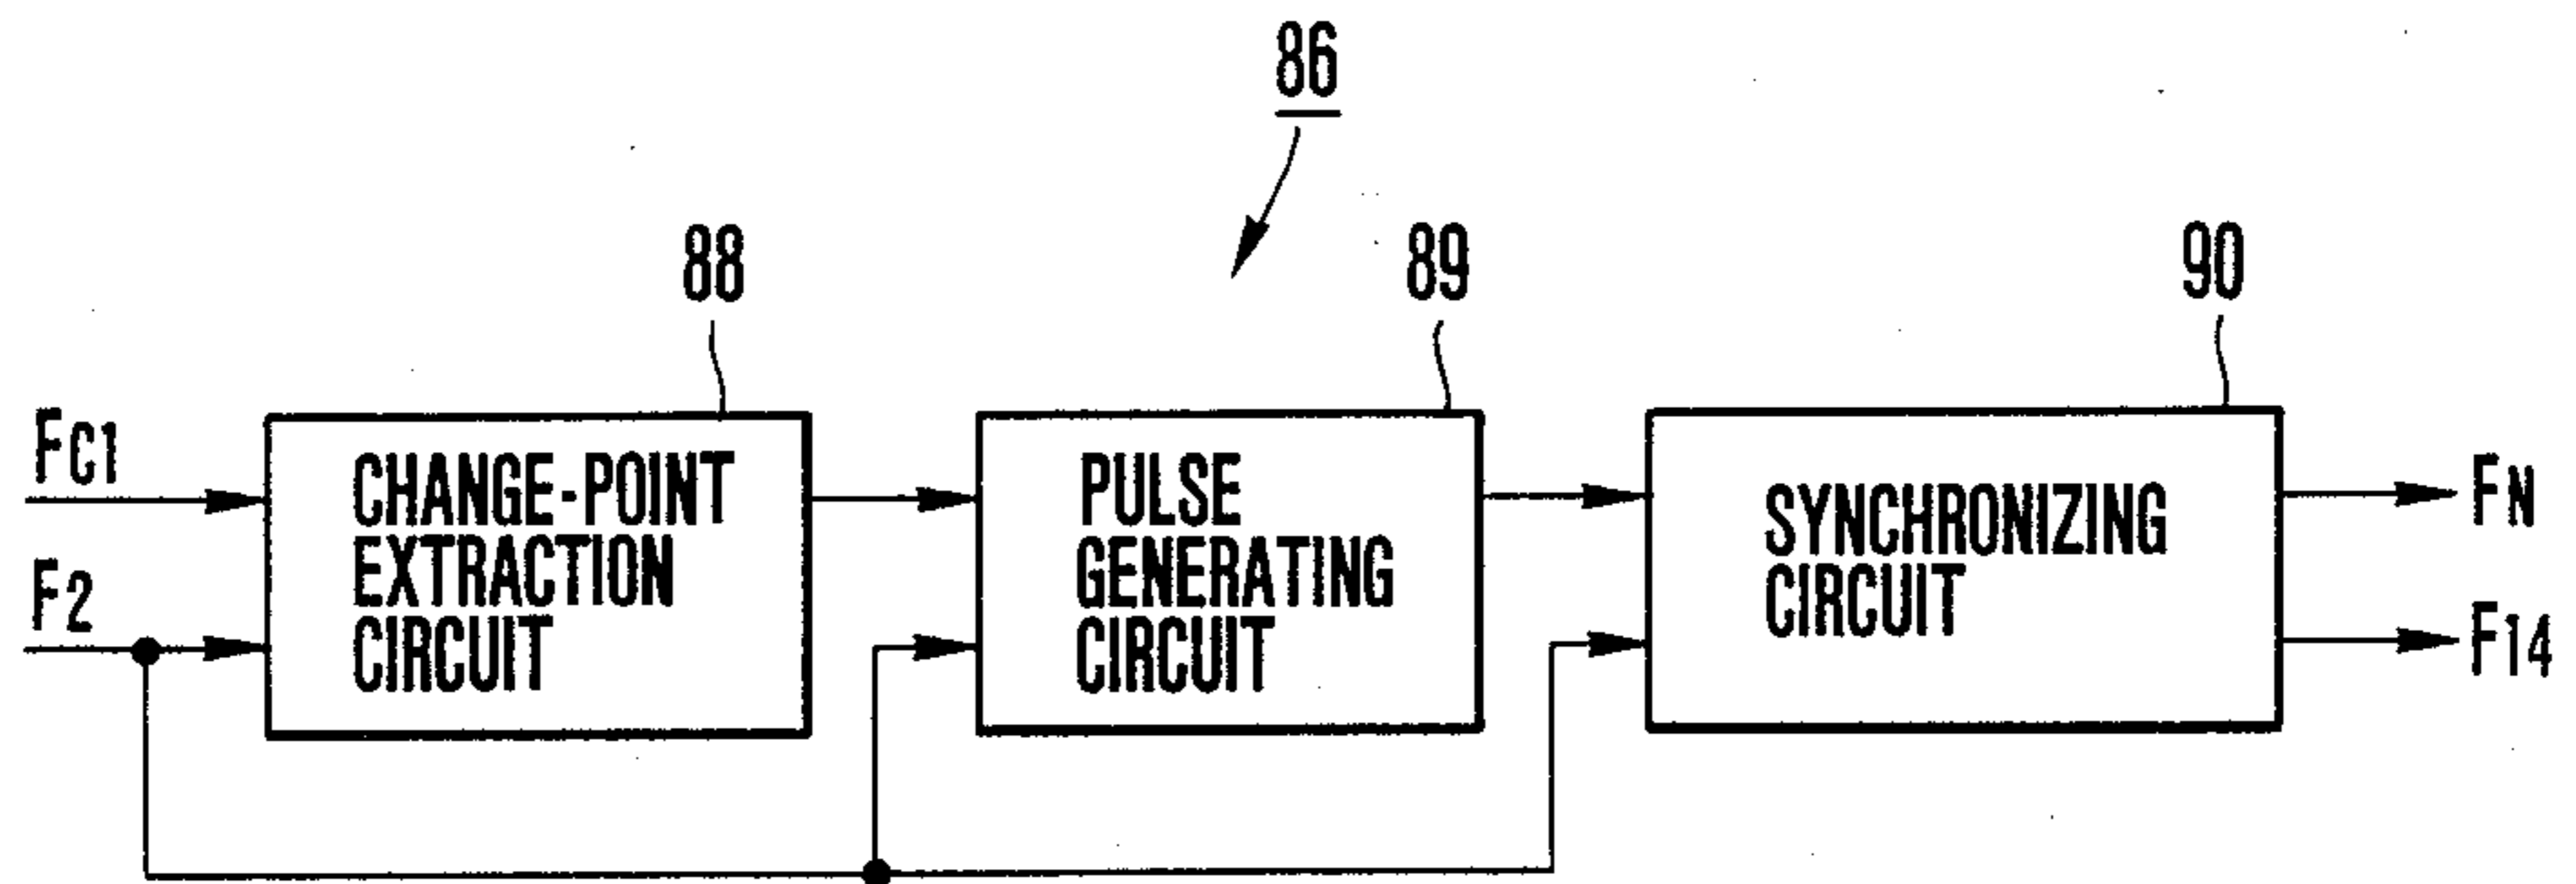 86
88
89
90
FC1
F2
CHANGE-POINT
EXTRACTION
CIRCUIT
PULSE
GENERATING
CIRCUIT
SYNCHRONIZING
CIRCUIT
FN
F14